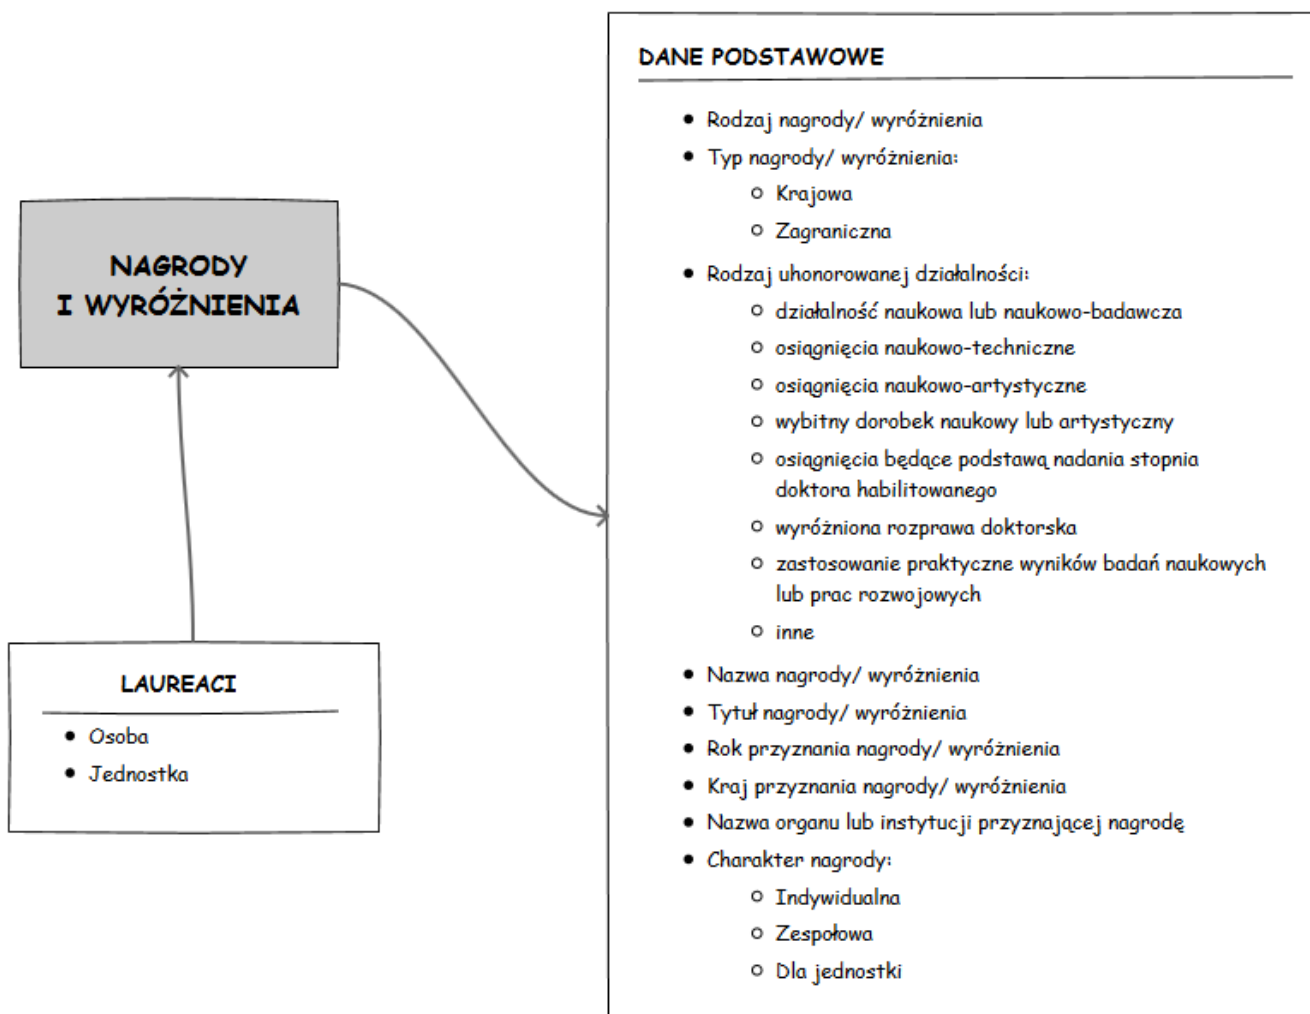 NAGRODY
I WYRÓŻNIENIA
LAUREACI
Osoba
Jednostka
DANE PODSTAWOWE
Rodzaj nagrody/ wyróżnienia
Typ nagrody/ wyróżnienia:
Krajowa
Zagraniczna
Rodzaj uhonorowanej działalności:
działalność naukowa lub naukowo-badawcza
osiągnięcia naukowo-techniczne
osiągnięcia naukowo-artystyczne
wybitny dorobek naukowy lub artystyczny
osiągnięcia będące podstawą nadania stopnia
doktora habilitowanego
wyróżniona rozprawa doktorska
zastosowanie praktyczne wyników badań naukowych
lub prac rozwojowych
inne
Nazwa nagrody/ wyróżnienia
Tytuł nagrody/ wyróżnienia
Rok przyznania nagrody/ wyróżnienia
Kraj przyznania nagrody/ wyróżnienia
Nazwa organu lub instytucji przyznającej nagrodę
Charakter nagrody:
Indywidualna
Zespołowa
Dla jednostki